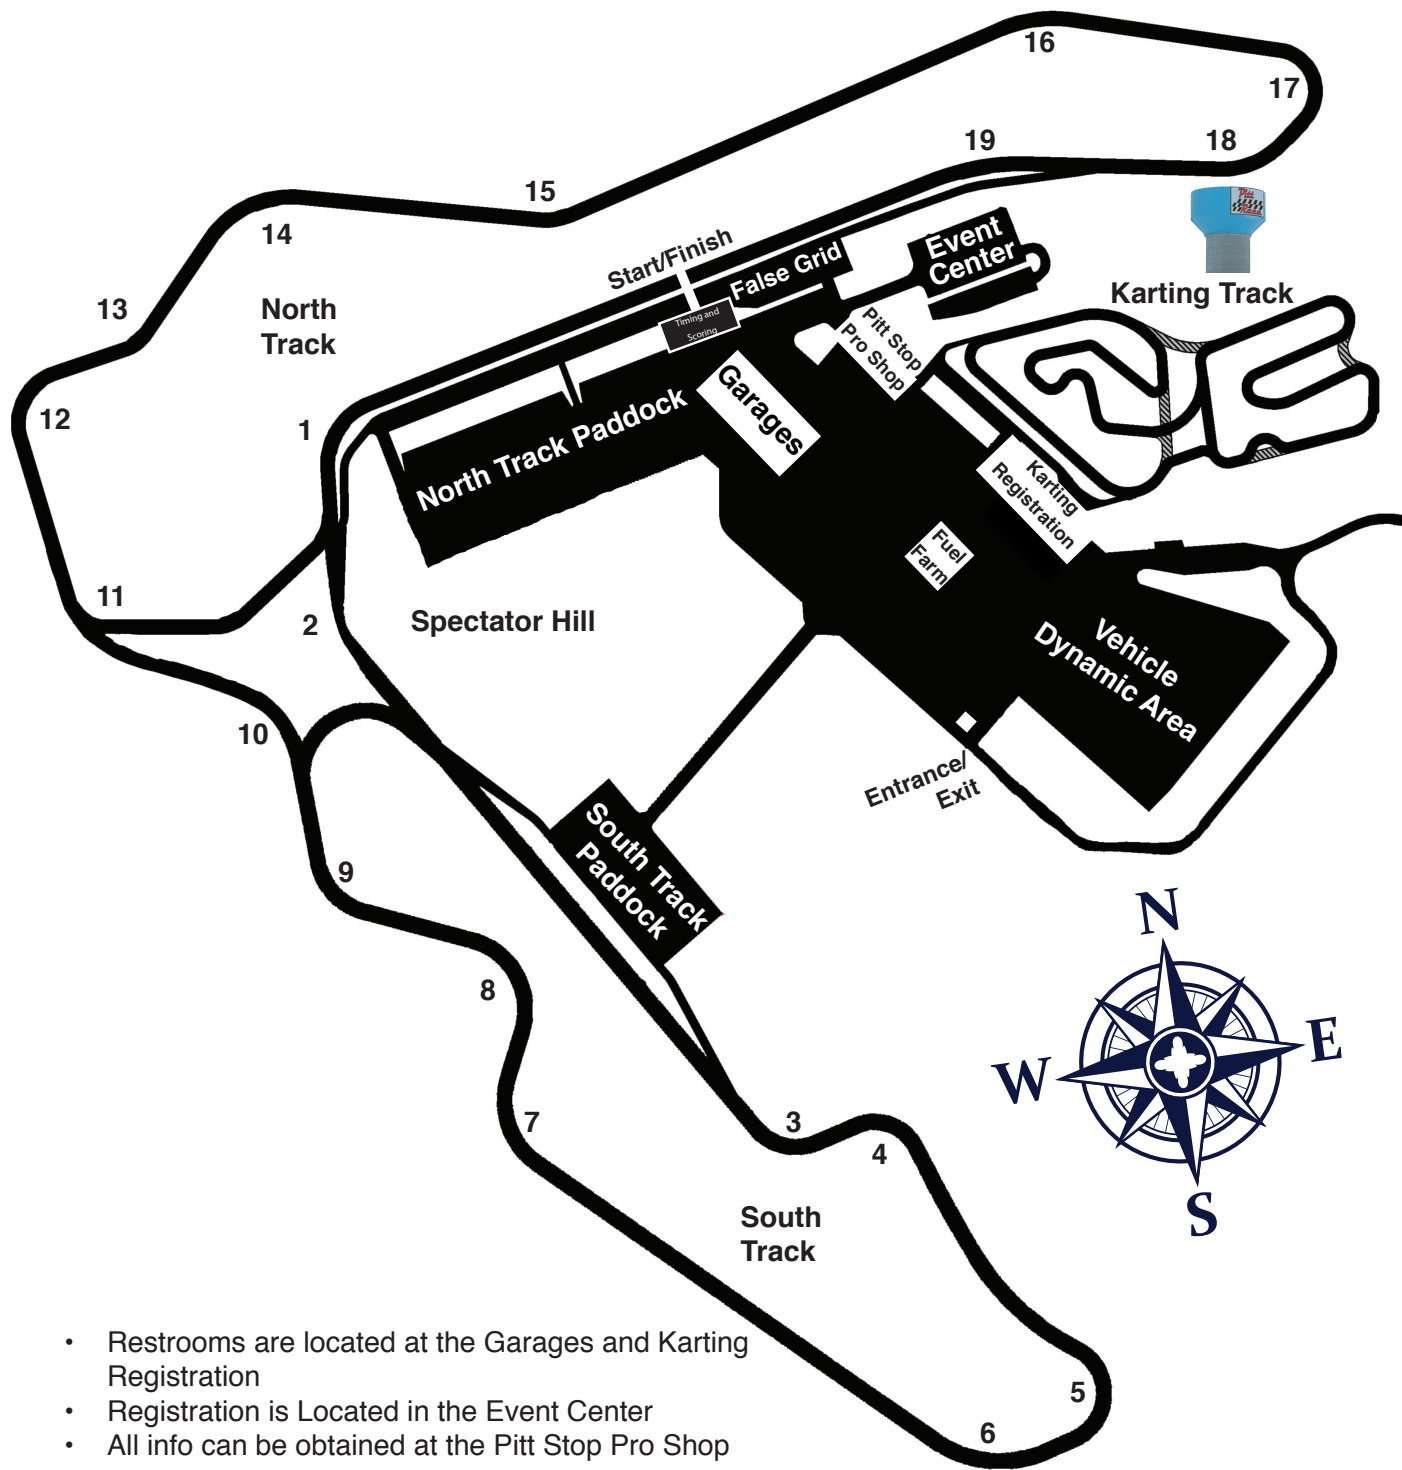 16
17
19
18
15
14
Start/Finish
Event
Center
False Grid
Pitt
Race
13
North
Track
Karting Track
Timing and
Scoring
Pitt Stop
Pro Shop
12
1
Garages
North Track Paddock
Karting
Registration
Fuel
Farm
11
2
Spectator Hill
Vehicle
Dynamic Area
10
Entrance/
Exit
South Track
Paddock
9
N
8
W
E
7
3
4
S
South
Track
5
6
• Restrooms are located at the Garages and Karting
Registration
• Registration is Located in the Event Center
• All info can be obtained at the Pitt Stop Pro Shop